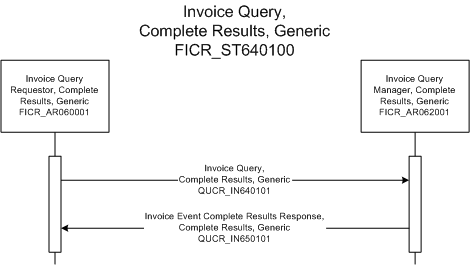 Invoice Query,
Complete Results, Generic
FICR_ST640100
Invoice Query
Requestor, Complete
Results, Generic
FICR_AR060001
Invoice Query
Manager, Complete
Results, Generic
FICR_AR062001
Invoice Query,
Complete Results, Generic
QUCR_IN640101
Invoice Event Complete Results Response,
Complete Results, Generic
QUCR_IN650101